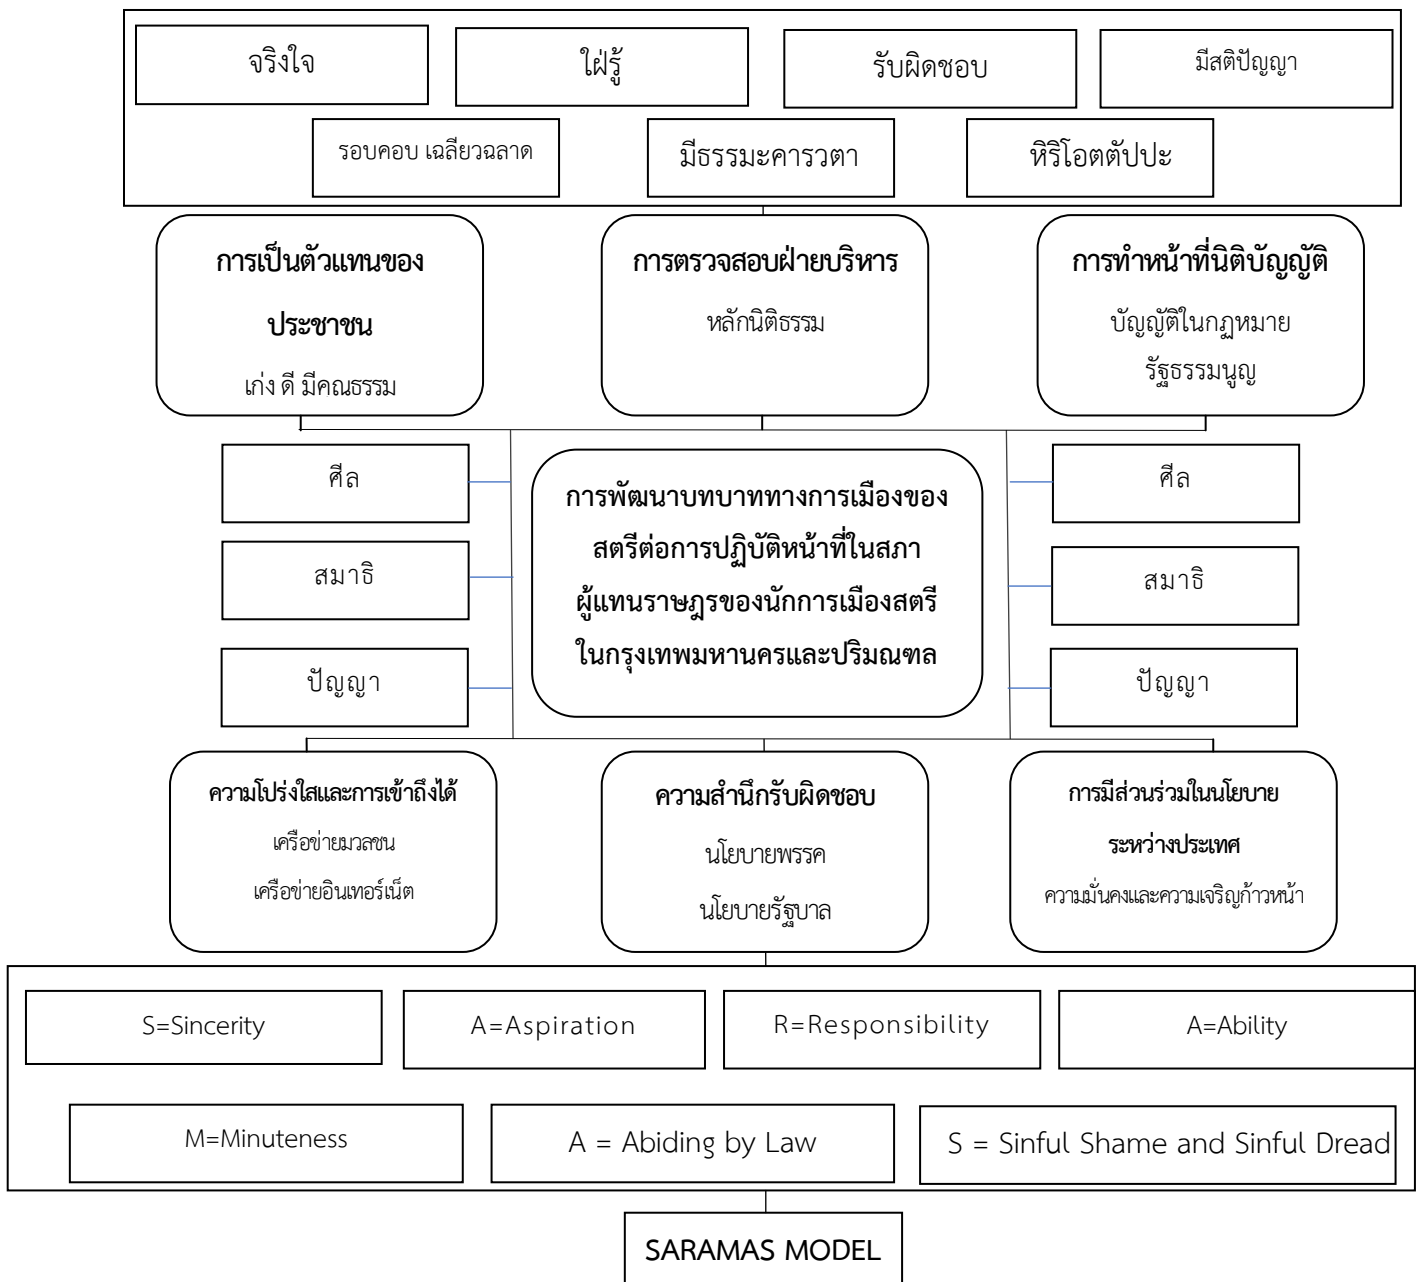 จริงใจ
ใฝ่รู้
รับผิดชอบ
มีสติปัญญา
รอบคอบ เฉลียวฉลาด
มีธรรมะคารวตา
หิริโอตตัปปะ
การเป็นตัวแทนของ
ประชาชน
เก่ง ดี มีคณธรรม
การตรวจสอบฝ่ายบริหาร
หลักนิติธรรม
การทำหน้าที่นิติบัญญัติ
บัญญัติในกฎหมาย
รัฐธรรมนูญ
ศีล
สมาธิ
ปัญญา
การพัฒนาบทบาททางการเมืองของ
สตรีต่อการปฏิบัติหน้าที่ในสภา
ผู้แทนราษฎรของนักการเมืองสตรี
ในกรุงเทพมหานครและปริมณฑล
ศีล
สมาธิ
ปัญญา
ความโปร่งใสและการเข้าถึงได้
เครือข่ายมวลชน
เครือข่ายอินเทอร์เน็ต
ความสำนึกรับผิดชอบ
นโยบายพรรค
นโยบายรัฐบาล
การมีส่วนร่วมในนโยบาย
ระหว่างประเทศ
ความมั่นคงและความเจริญก้าวหน้า
S=Sincerity
A=Aspiration
R=Responsibility
A=Ability
M=Minuteness
A = Abiding by Law
S = Sinful Shame and Sinful Dread
SARAMAS MODEL